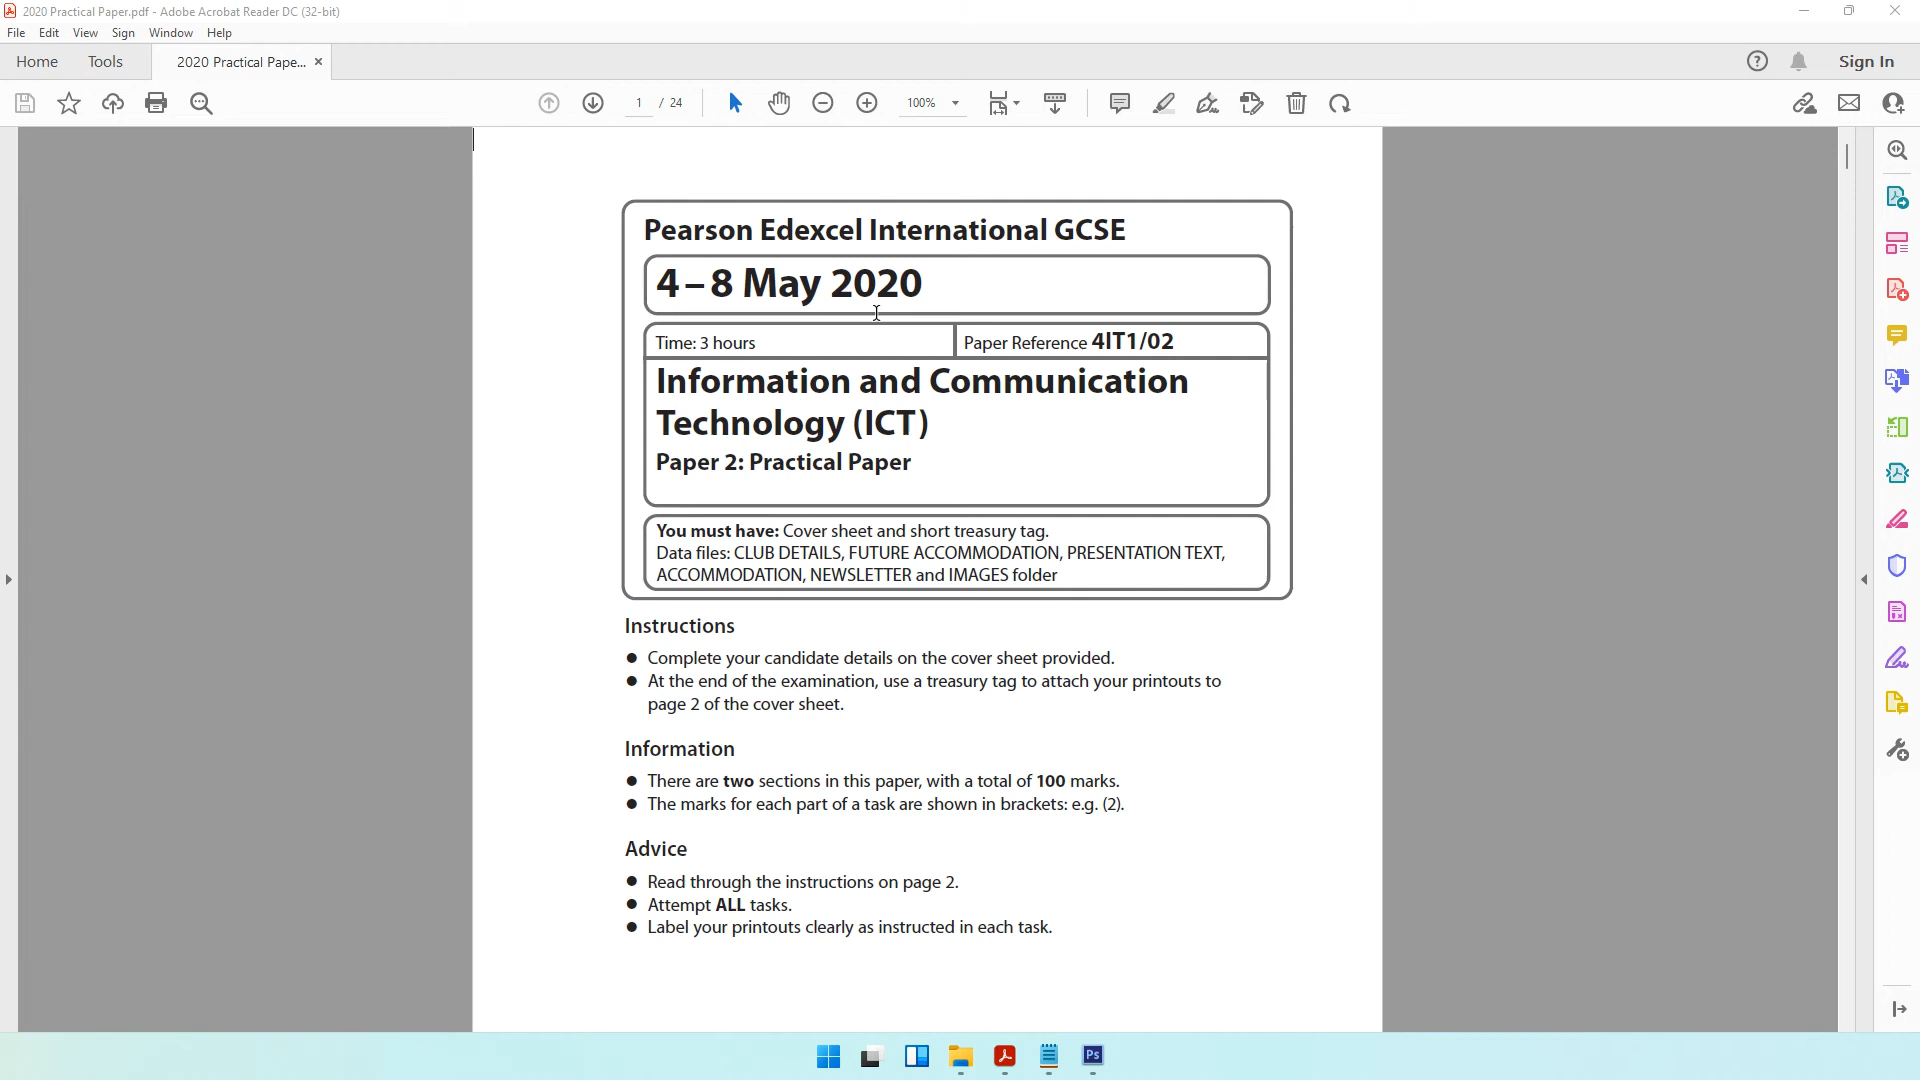 2020 Practical Paper.pdf - Adobe Acrobat Reader DC (32-bit)
File Edit View Sign Window Help
Home Tools 2020 Practical Pape... × Sign In
1 / 24 100%
Pearson Edexcel International GCSE
4 – 8 May 2020
Time: 3 hours Paper Reference 4IT1/02
Information and Communication
Technology (ICT)
Paper 2: Practical Paper
You must have: Cover sheet and short treasury tag.
Data files: CLUB DETAILS, FUTURE ACCOMMODATION, PRESENTATION TEXT,
ACCOMMODATION, NEWSLETTER and IMAGES folder
Instructions
● Complete your candidate details on the cover sheet provided.
● At the end of the examination, use a treasury tag to attach your printouts to
page 2 of the cover sheet.
Information
● There are two sections in this paper, with a total of 100 marks.
● The marks for each part of a task are shown in brackets: e.g. (2).
Advice
● Read through the instructions on page 2.
● Attempt ALL tasks.
● Label your printouts clearly as instructed in each task.
Ps